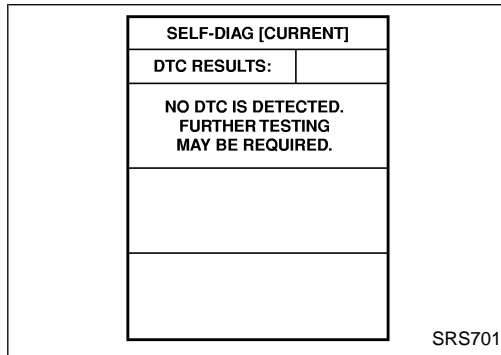 SELF-DIAG [CURRENT]
DTC RESULTS:
NO DTC IS DETECTED.
FURTHER TESTING
MAY BE REQUIRED.
SRS701